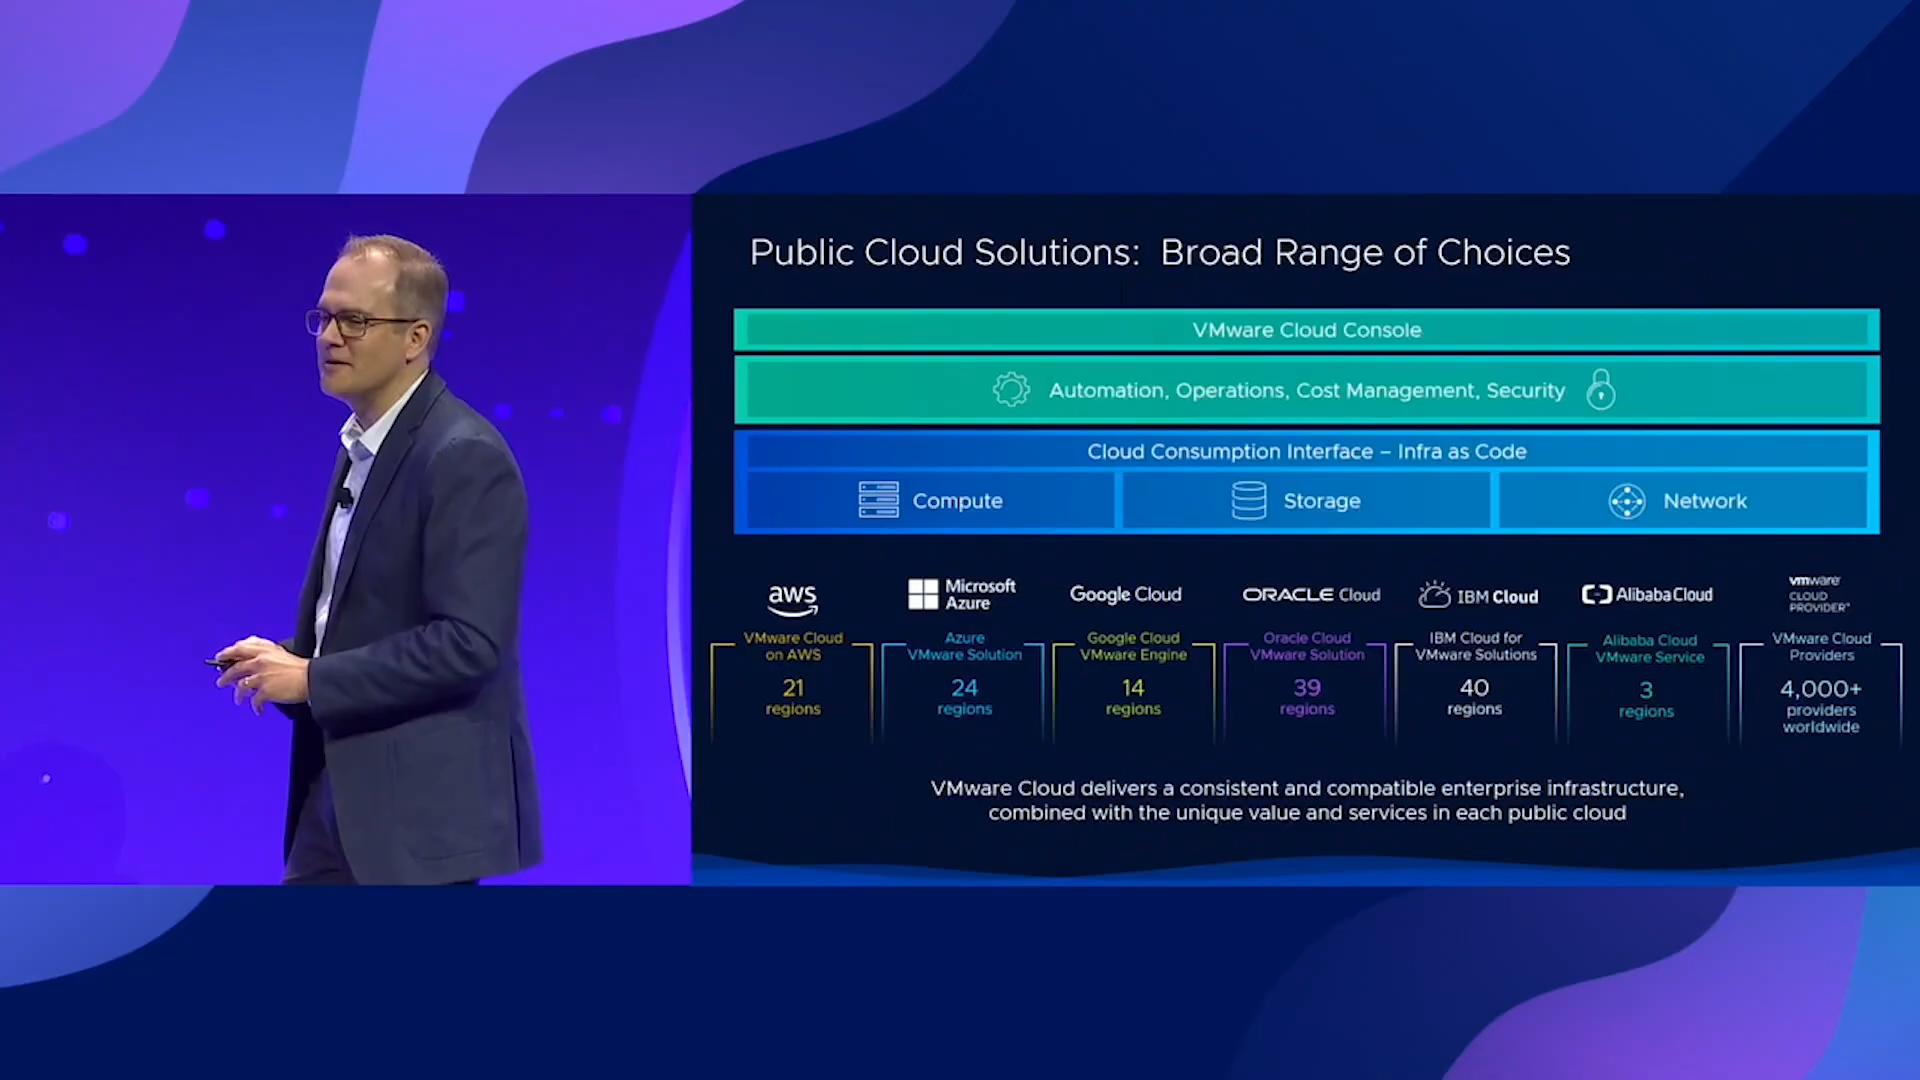 Public Cloud Solutions: Broad Range of Choices
VMware Cloud Console
Automation, Operations, Cost Management, Security
Cloud Consumption Interface – Infra as Code
Compute
Storage
Network
aws
Microsoft
Azure
Google Cloud
ORACLE Cloud
IBM Cloud
Alibaba Cloud
vmware
CLOUD
PROVIDER™
VMware Cloud
on AWS
21
regions
Azure
VMware Solution
24
regions
Google Cloud
VMware Engine
14
regions
Oracle Cloud
VMware Solution
39
regions
IBM Cloud for
VMware Solutions
40
regions
Alibaba Cloud
VMware Service
3
regions
VMware Cloud
Providers
4,000+
providers
worldwide
VMware Cloud delivers a consistent and compatible enterprise infrastructure,
combined with the unique value and services in each public cloud